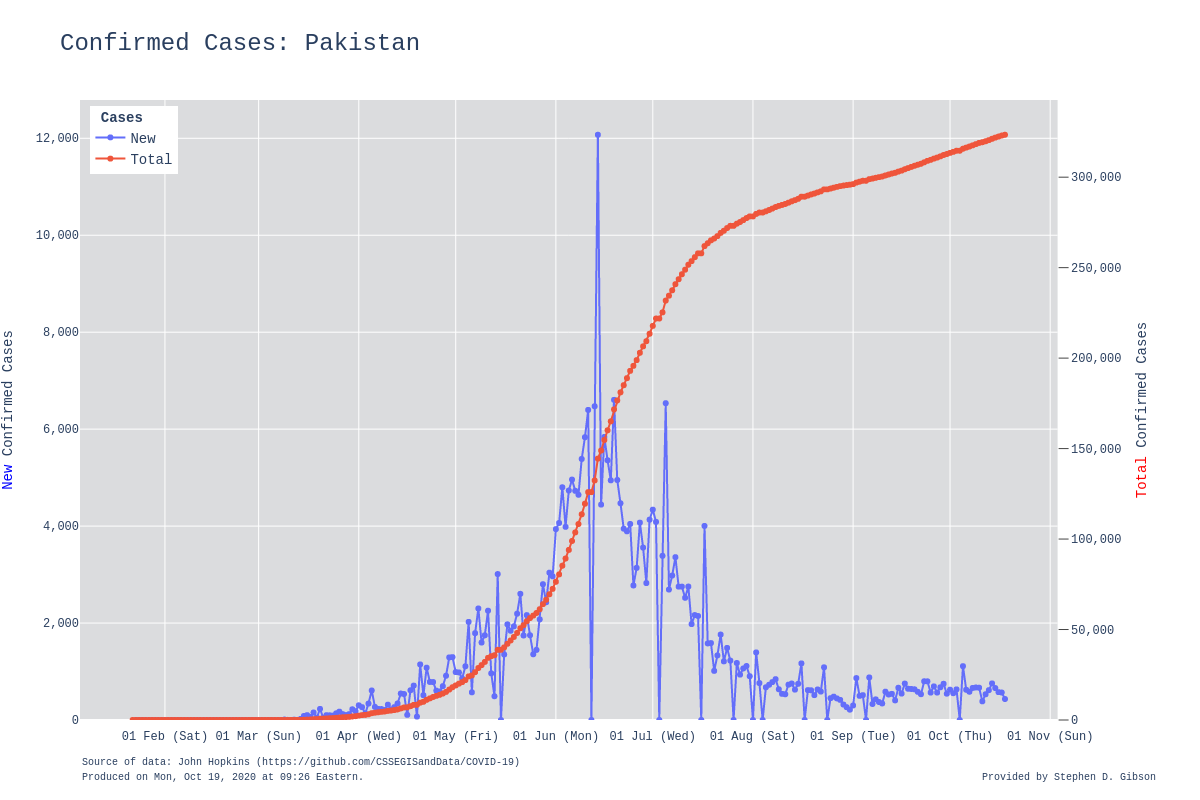 Confirmed Cases: Pakistan
Cases
New
Total
12,000
10,000
8,000
6,000
4,000
2,000
0
New Confirmed Cases
300,000
250,000
200,000
150,000
100,000
50,000
0
Total Confirmed Cases
01 Feb (Sat) 01 Mar (Sun) 01 Apr (Wed) 01 May (Fri) 01 Jun (Mon) 01 Jul (Wed) 01 Aug (Sat) 01 Sep (Tue) 01 Oct (Thu) 01 Nov (Sun)
Source of data: John Hopkins (https://github.com/CSSEGISandData/COVID-19)
Produced on Mon, Oct 19, 2020 at 09:26 Eastern.
Provided by Stephen D. Gibson